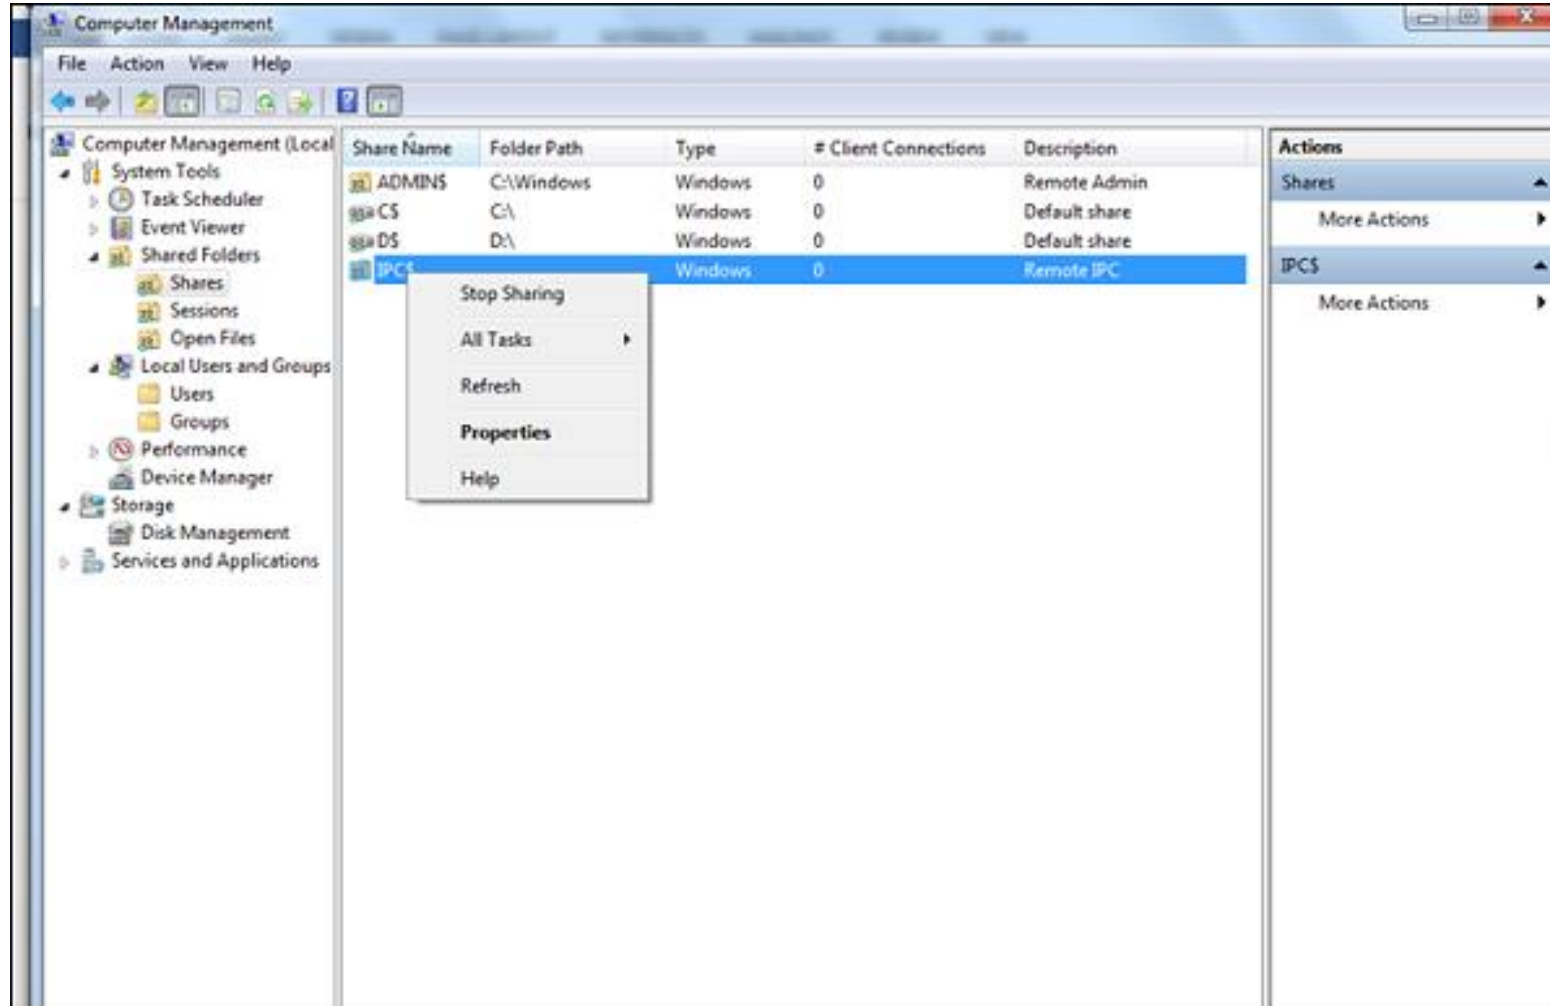 Computer Management
File Action View Help
Computer Management (Local
System Tools
Task Scheduler
Event Viewer
Shared Folders
Shares
Sessions
Open Files
Local Users and Groups
Users
Groups
Performance
Device Manager
Storage
Disk Management
Services and Applications
Share Name Folder Path Type # Client Connections Description
ADMIN$ C:\Windows Windows 0 Remote Admin
C$ C:\ Windows 0 Default share
D$ D:\ Windows 0 Default share
IPC$ Windows 0 Remote IPC
Stop Sharing
All Tasks
Refresh
Properties
Help
Actions
Shares
More Actions
IPC$
More Actions